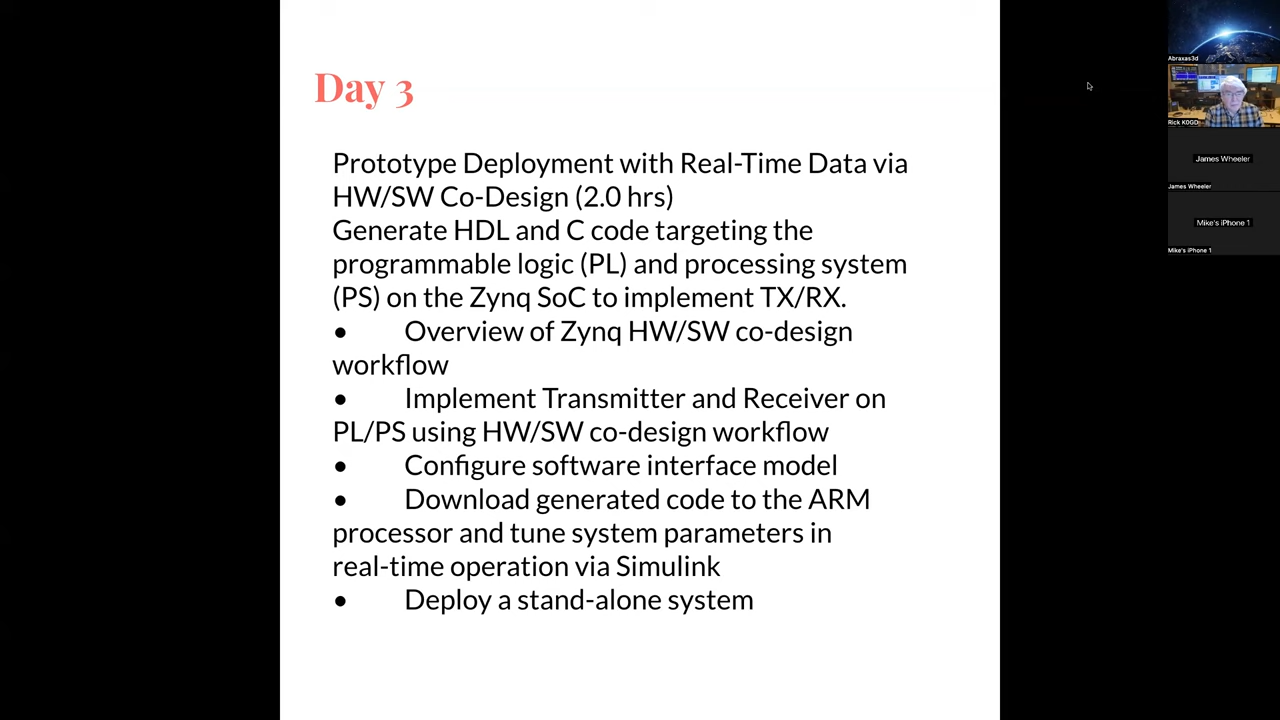 Day 3
Prototype Deployment with Real-Time Data via
HW/SW Co-Design (2.0 hrs)
Generate HDL and C code targeting the
programmable logic (PL) and processing system
(PS) on the Zynq SoC to implement TX/RX.
• Overview of Zynq HW/SW co-design
workflow
• Implement Transmitter and Receiver on
PL/PS using HW/SW co-design workflow
• Configure software interface model
• Download generated code to the ARM
processor and tune system parameters in
real-time operation via Simulink
• Deploy a stand-alone system
Abraxas3d
Rick K0GD
James Wheeler
James Wheeler
Mike's iPhone 1
Mike's iPhone 1